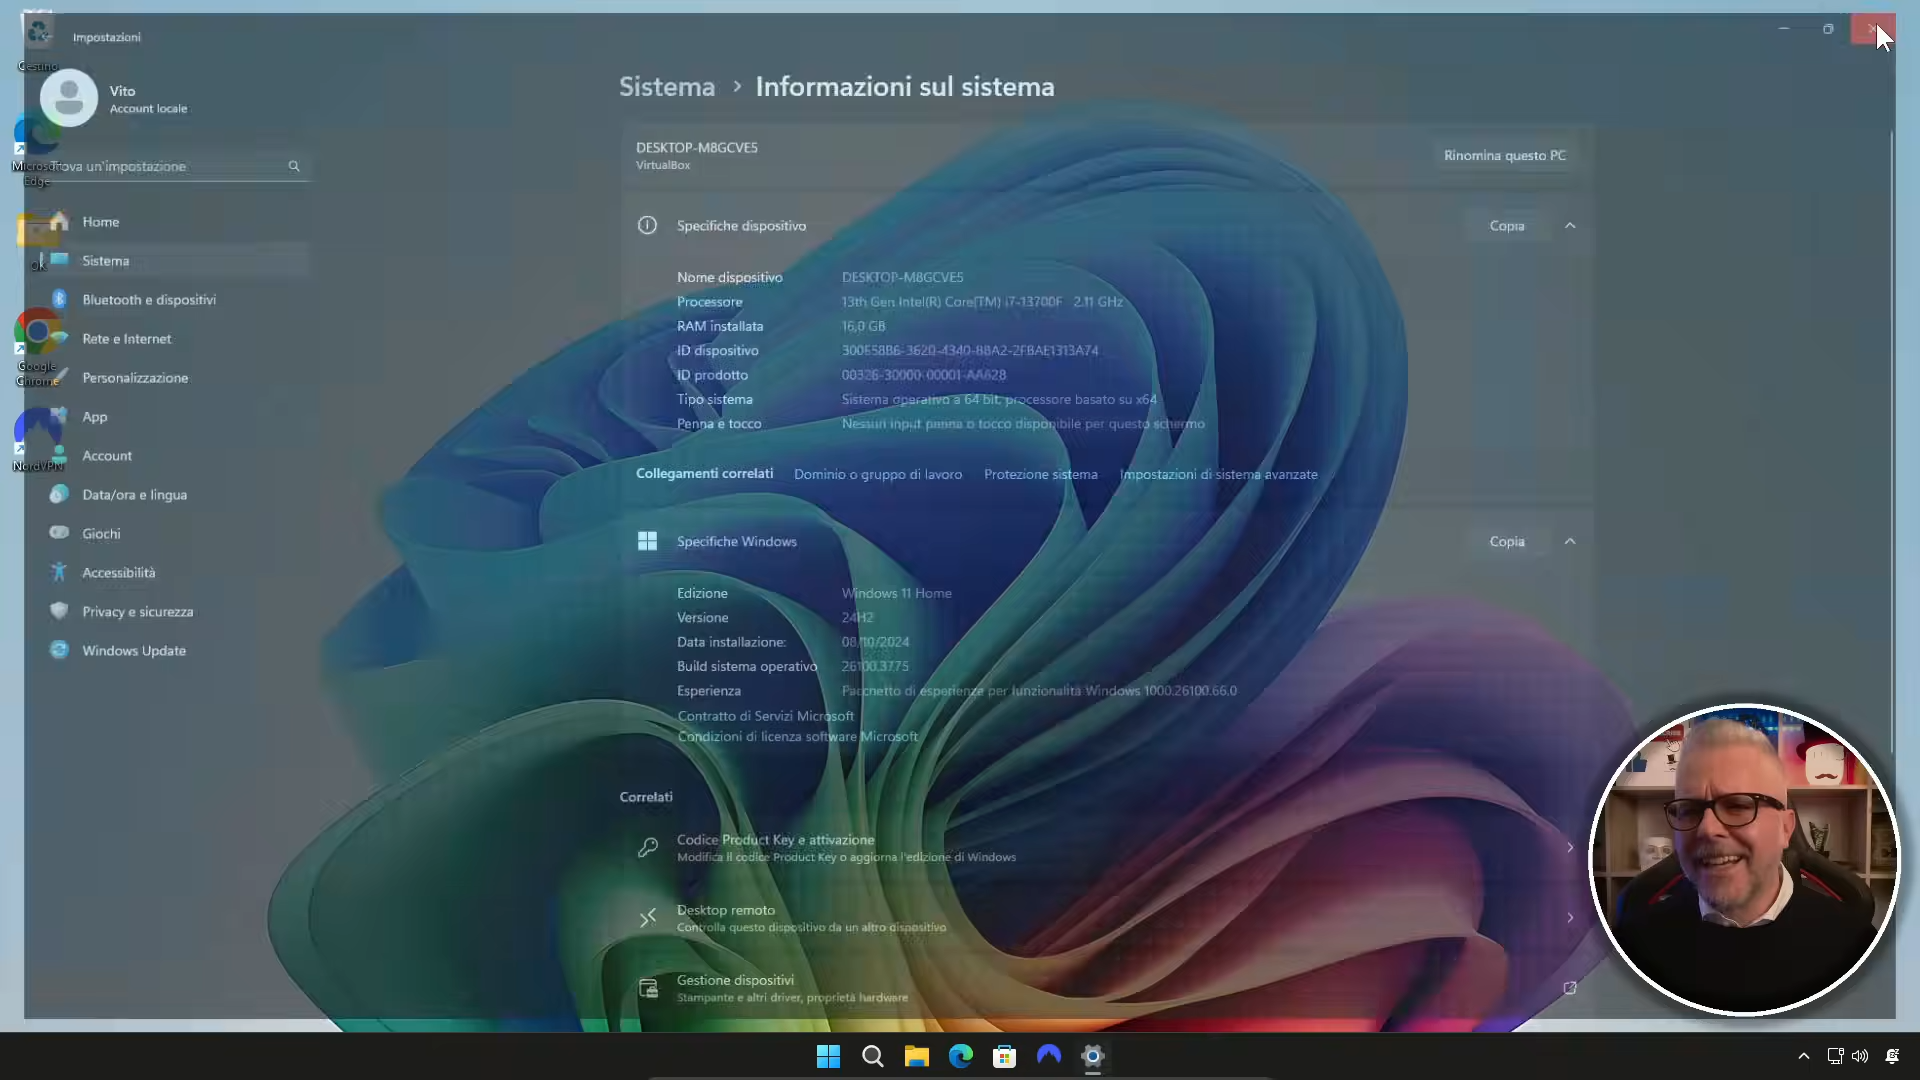 Impostazioni
Cestino
Vito
Account locale
Sistema > Informazioni sul sistema
DESKTOP-M8GCVE5
VirtualBox
Rinomina questo PC
Microsoft Edge
Trova un'impostazione
Home
Sistema
Bluetooth e dispositivi
Rete e Internet
Google Chrome
Personalizzazione
App
NordVPN
Account
Data/ora e lingua
Giochi
Accessibilità
Privacy e sicurezza
Windows Update
Specifiche dispositivo
Copia
Nome dispositivo DESKTOP-M8GCVE5
Processore 13th Gen Intel(R) Core(TM) i7-13700F 2.11 GHz
RAM installata 16,0 GB
ID dispositivo
ID prodotto 00326-30000-00001-AA628
Tipo sistema Sistema operativo a 64 bit, processore basato su x64
Penna e tocco Nessun input penna o tocco disponibile per questo schermo
Collegamenti correlati Dominio o gruppo di lavoro Protezione sistema Impostazioni di sistema avanzate
Specifiche Windows
Copia
Edizione Windows 11 Home
Versione 24H2
Data installazione: 08/10/2024
Build sistema operativo 26100.3775
Esperienza Pacchetto di esperienze per funzionalità Windows 1000.26100.66.0
Contratto di Servizi Microsoft
Condizioni di licenza software Microsoft
Correlati
Codice Product Key e attivazione
Modifica il codice Product Key o aggiorna l'edizione di Windows
Desktop remoto
Controlla questo dispositivo da un altro dispositivo
Gestione dispositivi
Stampante e altri driver, proprietà hardware